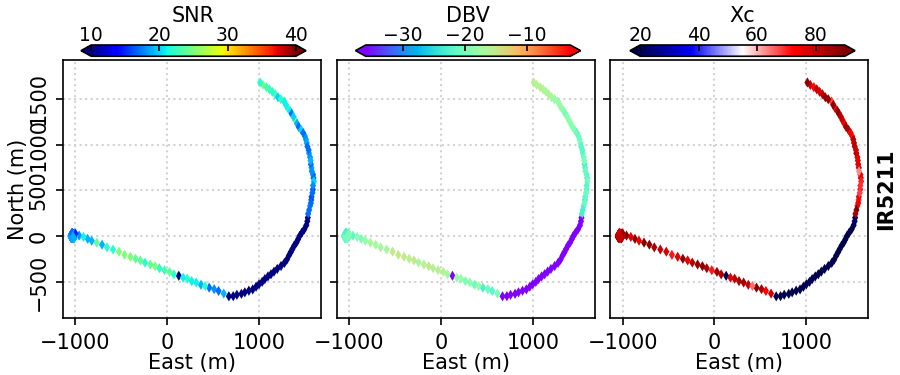 SNR DBV Xc
10 20 30 40 −30 −20 −10 20 40 60 80
North (m)
1500
1000
500
0
−500
IR5211
−1000 0 1000 −1000 0 1000 −1000 0 1000
East (m) East (m) East (m)